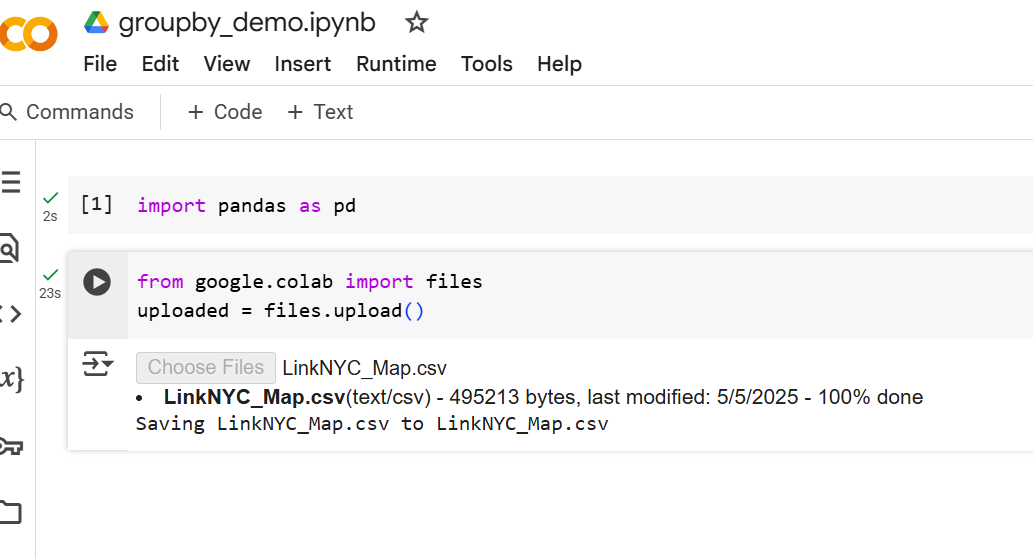 groupby_demo.ipynb
File Edit View Insert Runtime Tools Help
Commands + Code + Text
2s [1] import pandas as pd
23s
from google.colab import files
uploaded = files.upload()
Choose Files LinkNYC_Map.csv
• LinkNYC_Map.csv(text/csv) - 495213 bytes, last modified: 5/5/2025 - 100% done
Saving LinkNYC_Map.csv to LinkNYC_Map.csv